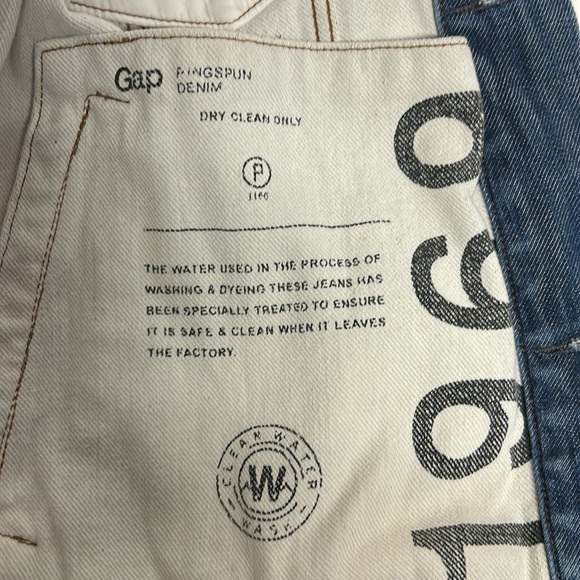 Gap RINGSPUN
DENIM
DRY CLEAN ONLY
P
THE WATER USED IN THE PROCESS OF
WASHING & DYEING THESE JEANS HAS
BEEN SPECIALLY TREATED TO ENSURE
IT IS SAFE & CLEAN WHEN IT LEAVES
THE FACTORY.
CLEAN WATER
W
WASH
1960